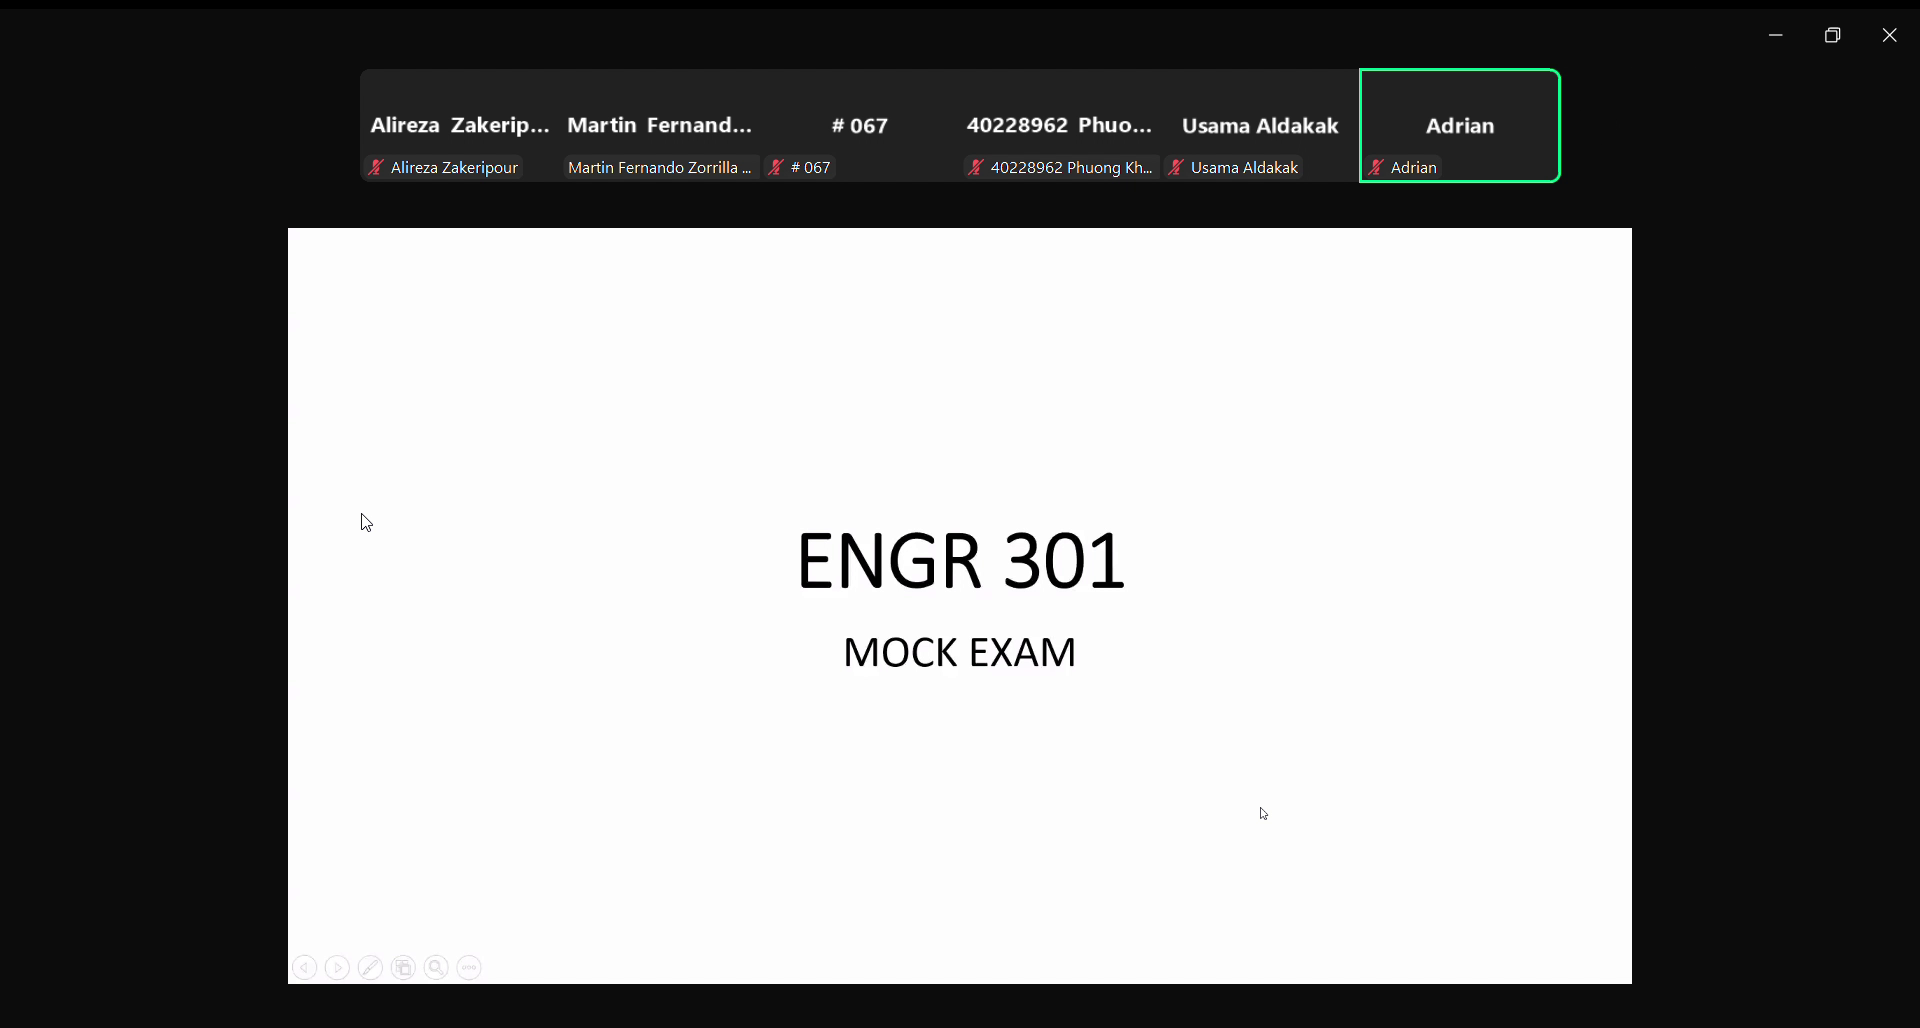 Alireza Zakerip...
Martin Fernand...
# 067
40228962 Phuo...
Usama Aldakak
Adrian
Alireza Zakeripour
Martin Fernando Zorrilla ...
# 067
40228962 Phuong Kh...
Usama Aldakak
Adrian
ENGR 301
MOCK EXAM